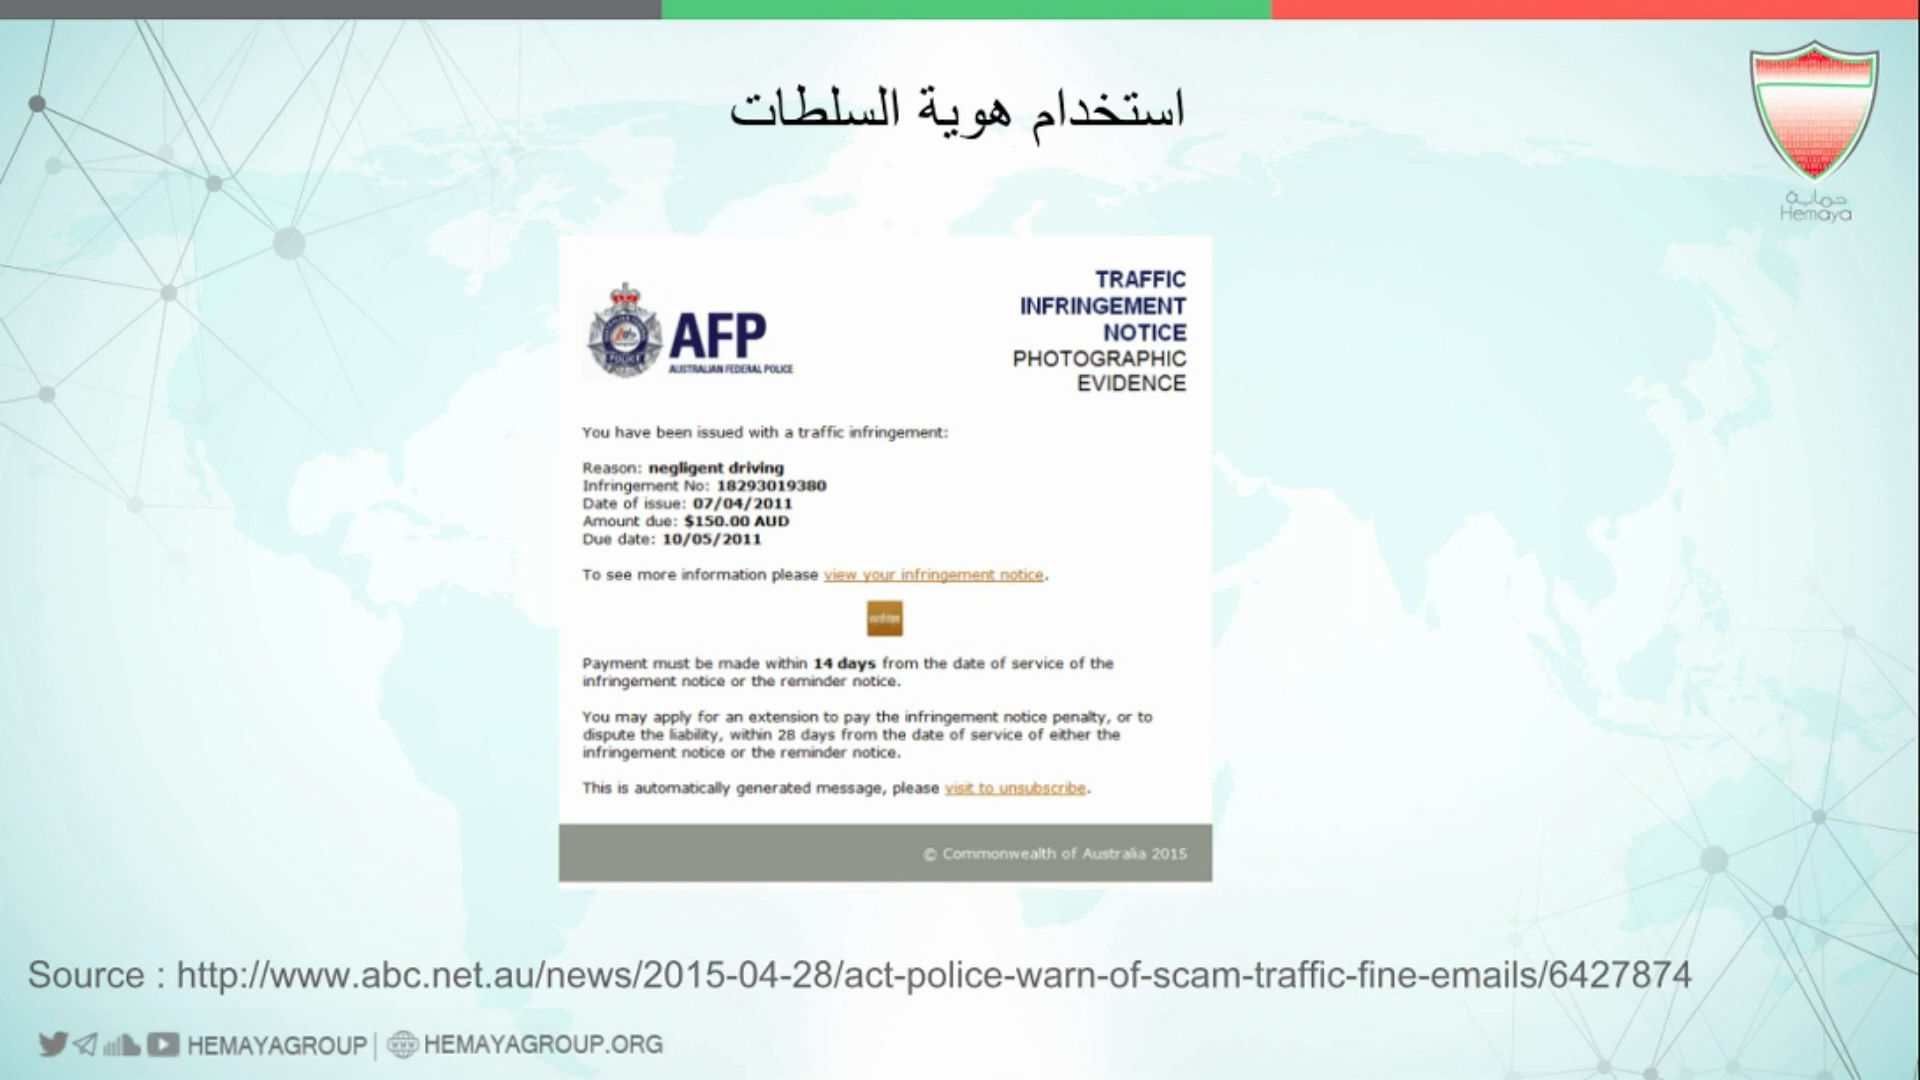 استخدام هوية السلطات
حماية
Hemaya
AFP
AUSTRALIAN FEDERAL POLICE
POLICE
TRAFFIC
INFRINGEMENT
NOTICE
PHOTOGRAPHIC
EVIDENCE
You have been issued with a traffic infringement:
Reason: negligent driving
Infringement No: 18293019380
Date of issue: 07/04/2011
Amount due: $150.00 AUD
Due date: 10/05/2011
To see more information please view your infringement notice.
Payment must be made within 14 days from the date of service of the
infringement notice or the reminder notice.
You may apply for an extension to pay the infringement notice penalty, or to
dispute the liability, within 28 days from the date of service of either the
infringement notice or the reminder notice.
This is automatically generated message, please visit to unsubscribe.
© Commonwealth of Australia 2015
Source : http://www.abc.net.au/news/2015-04-28/act-police-warn-of-scam-traffic-fine-emails/6427874
HEMAYAGROUP | HEMAYAGROUP.ORG